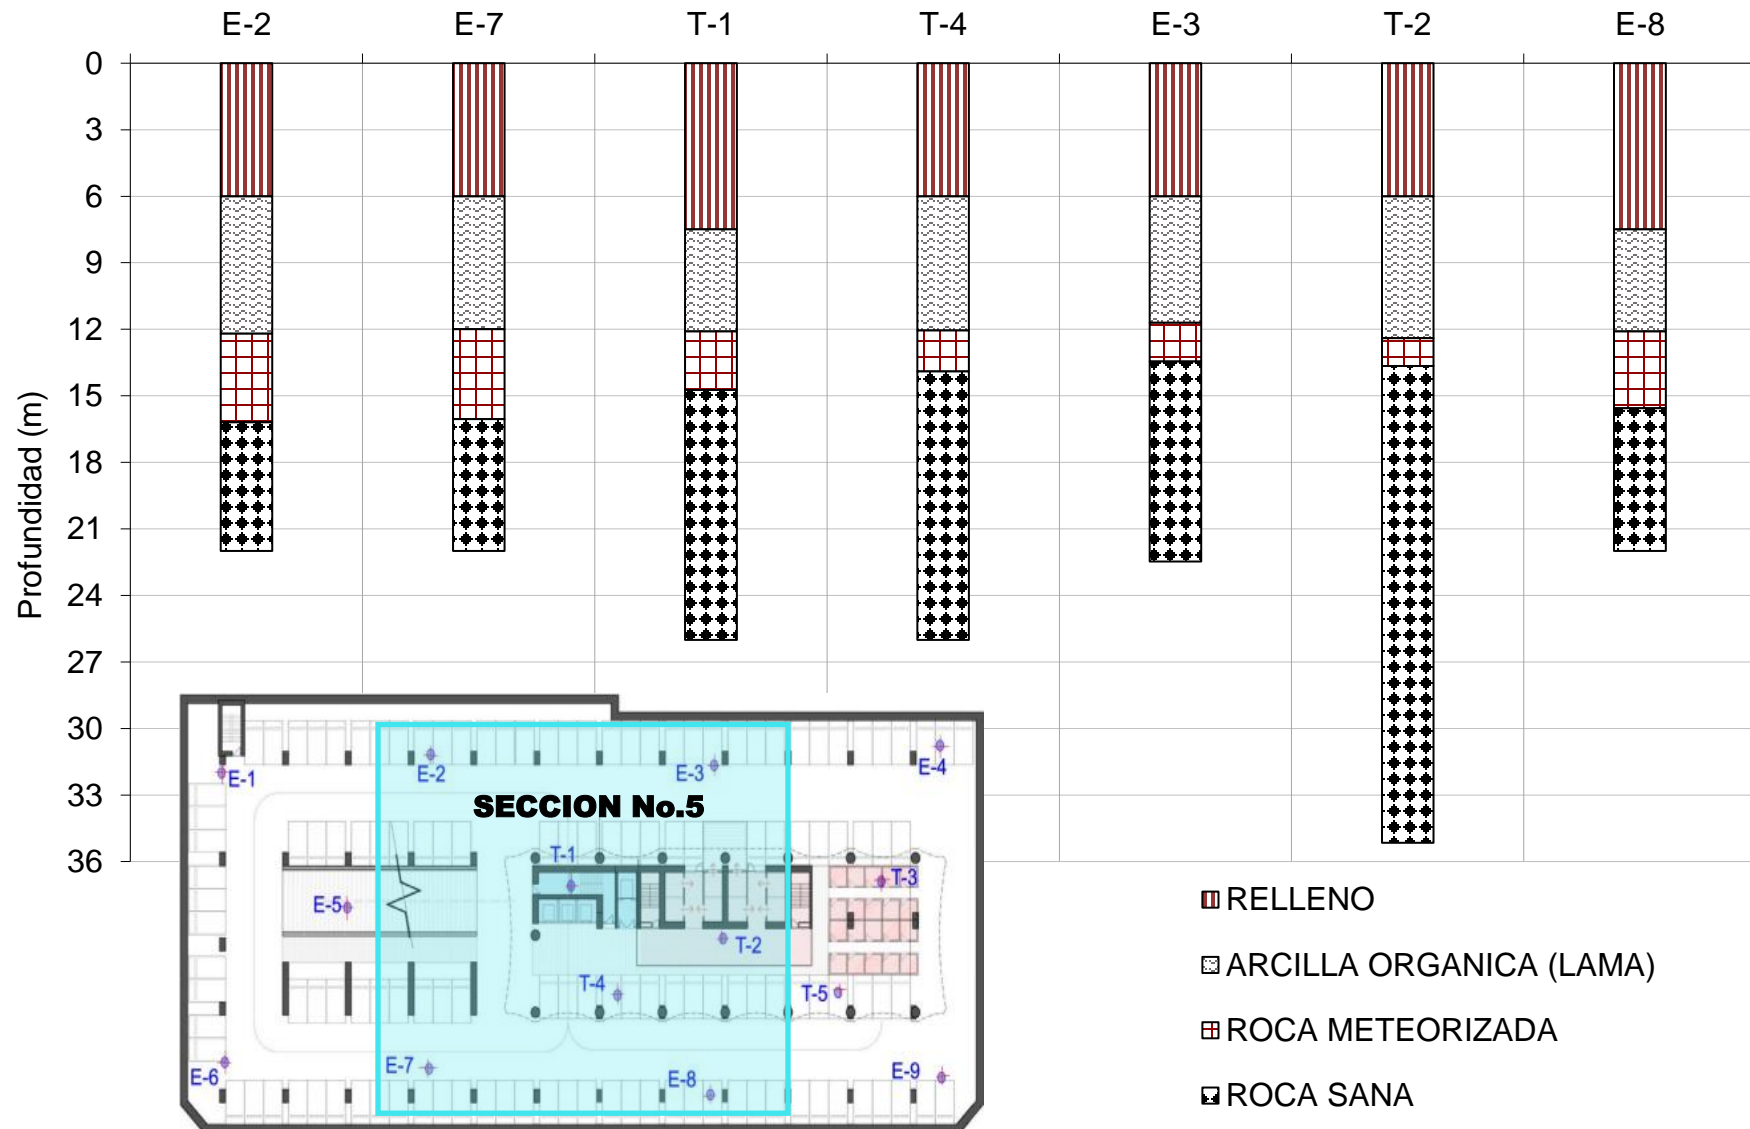 E-2 E-7 T-1 T-4 E-3 T-2 E-8
0
3
6
9
12
15
18
21
24
27
30
33
36
Profundidad (m)
E-1
E-2
E-3
E-4
SECCION No.5
T-1
T-3
E-5
T-2
T-4
T-5
E-6
E-7
E-8
E-9
RELLENO
ARCILLA ORGANICA (LAMA)
ROCA METEORIZADA
ROCA SANA